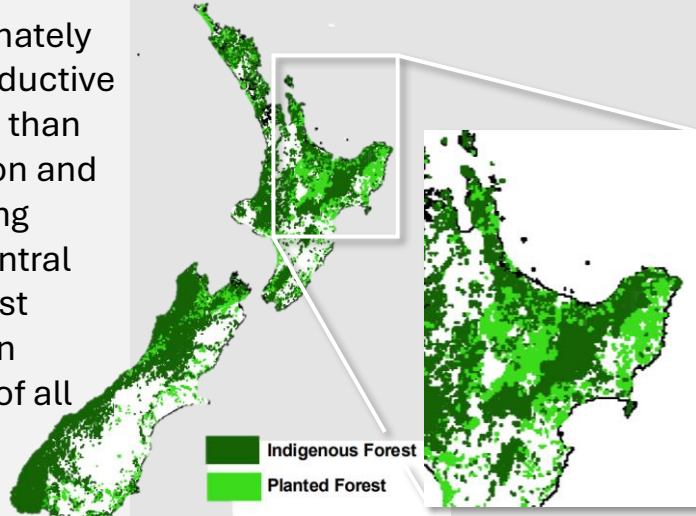 nately
ductive
than
on and
ng
ntral
st
n
of all
Indigenous Forest
Planted Forest